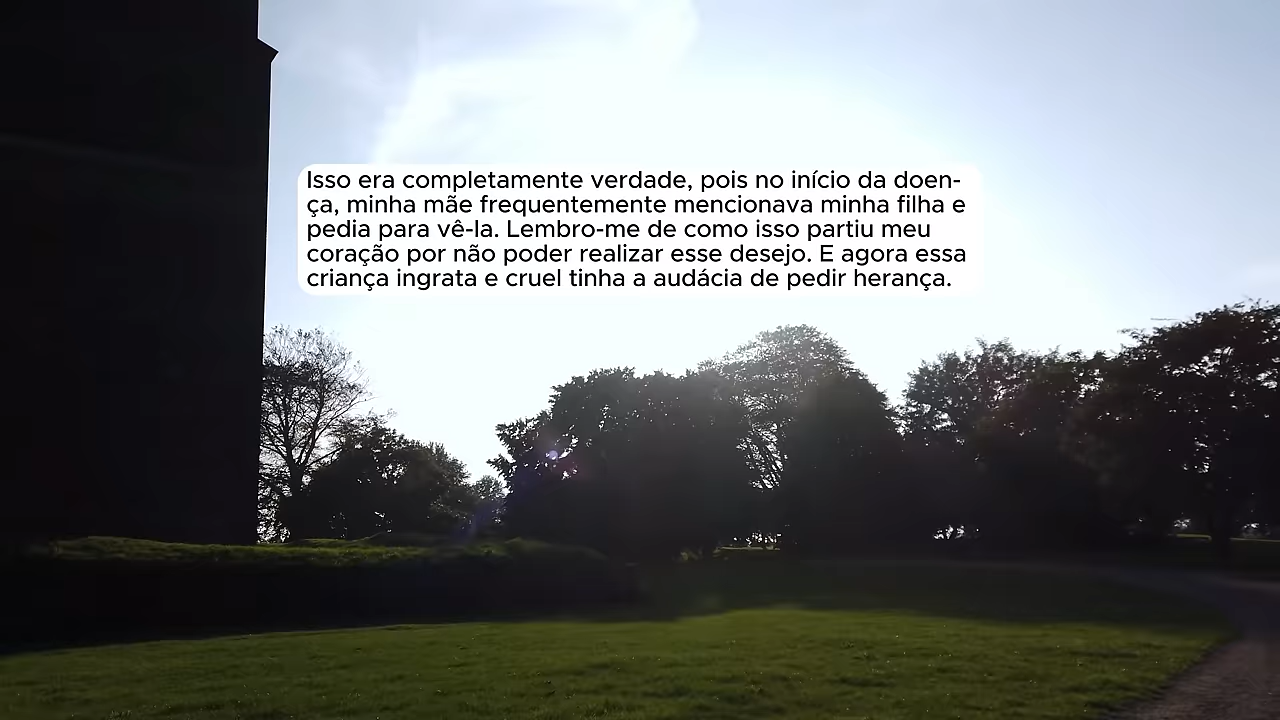 Isso era completamente verdade, pois no início da doen-
ça, minha mãe frequentemente mencionava minha filha e
pedia para vê-la. Lembro-me de como isso partiu meu
coração por não poder realizar esse desejo. E agora essa
criança ingrata e cruel tinha a audácia de pedir herança.